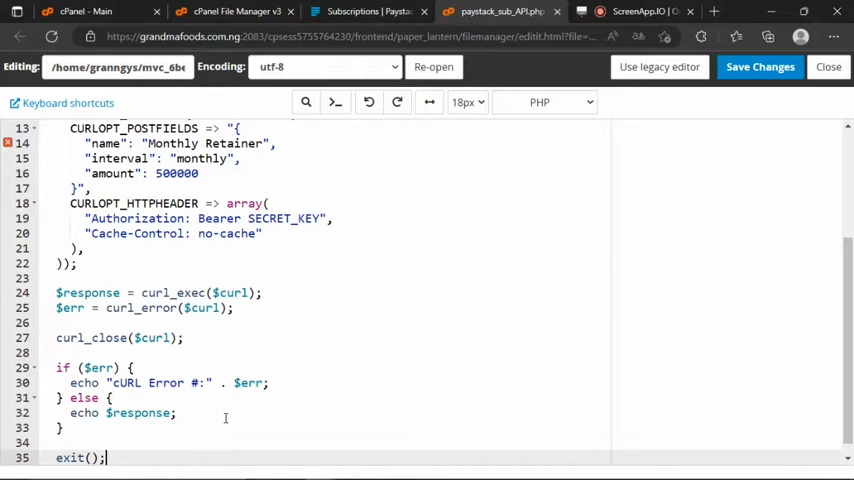 cPanel - Main
cPanel File Manager v3
Subscriptions | Paystac
paystack_sub_API.php
ScreenApp.IO | O
https://grandmafoods.com.ng:2083/cpsess5755764230/frontend/paper_lantern/filemanager/editit.html?file=...
Editing: /home/granngys/mvc_6be Encoding: utf-8 Re-open Use legacy editor Save Changes Close
Keyboard shortcuts 18px PHP
13 CURLOPT_POSTFIELDS => "{
14 "name": "Monthly Retainer",
15 "interval": "monthly",
16 "amount": 500000
17 }",
18 CURLOPT_HTTPHEADER => array(
19 "Authorization: Bearer SECRET_KEY",
20 "Cache-Control: no-cache"
21 ),
22 ));
23
24 $response = curl_exec($curl);
25 $err = curl_error($curl);
26
27 curl_close($curl);
28
29 if ($err) {
30 echo "cURL Error #:" . $err;
31 } else {
32 echo $response;
33 }
34
35 exit();